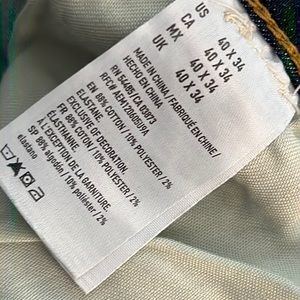 US 40 X 34
CA 40 X 34
MX 40 X 34
UK 40 X 34
MADE IN CHINA / FABRIQUÉ EN CHINE /
HECHO EN CHINA
RN 54485 / CA 03873
EN 88% COTTON / 10% POLYESTER / 2%
ELASTANE.
EXCLUSIVE OF DECORATION.
FR 88% COTON / 10% POLYESTER / 2%
ÉLASTHANNE.
À L'EXCEPTION DE LA GARNITURE.
SP 88% algodón / 10% poliéster / 2%
elastano